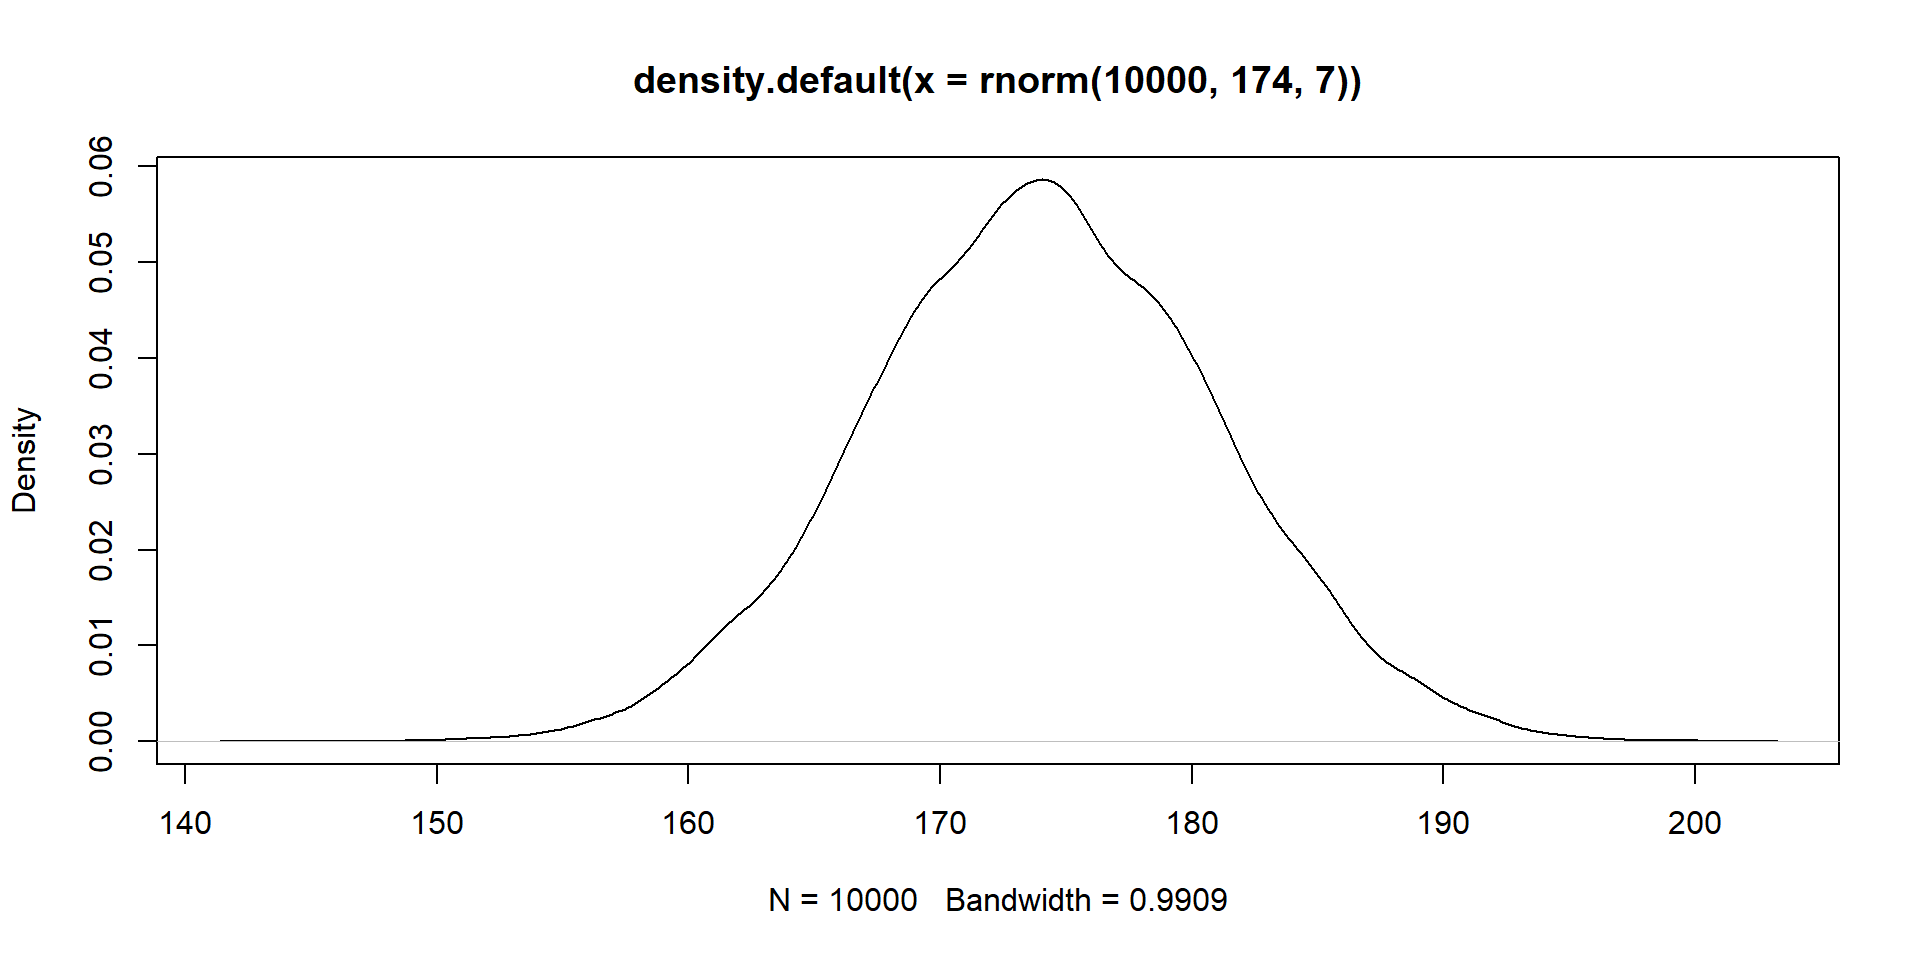 density.default(x = rnorm(10000, 174, 7))
Density
0.06
0.05
0.04
0.03
0.02
0.01
0.00
140 150 160 170 180 190 200
N = 10000 Bandwidth = 0.9909